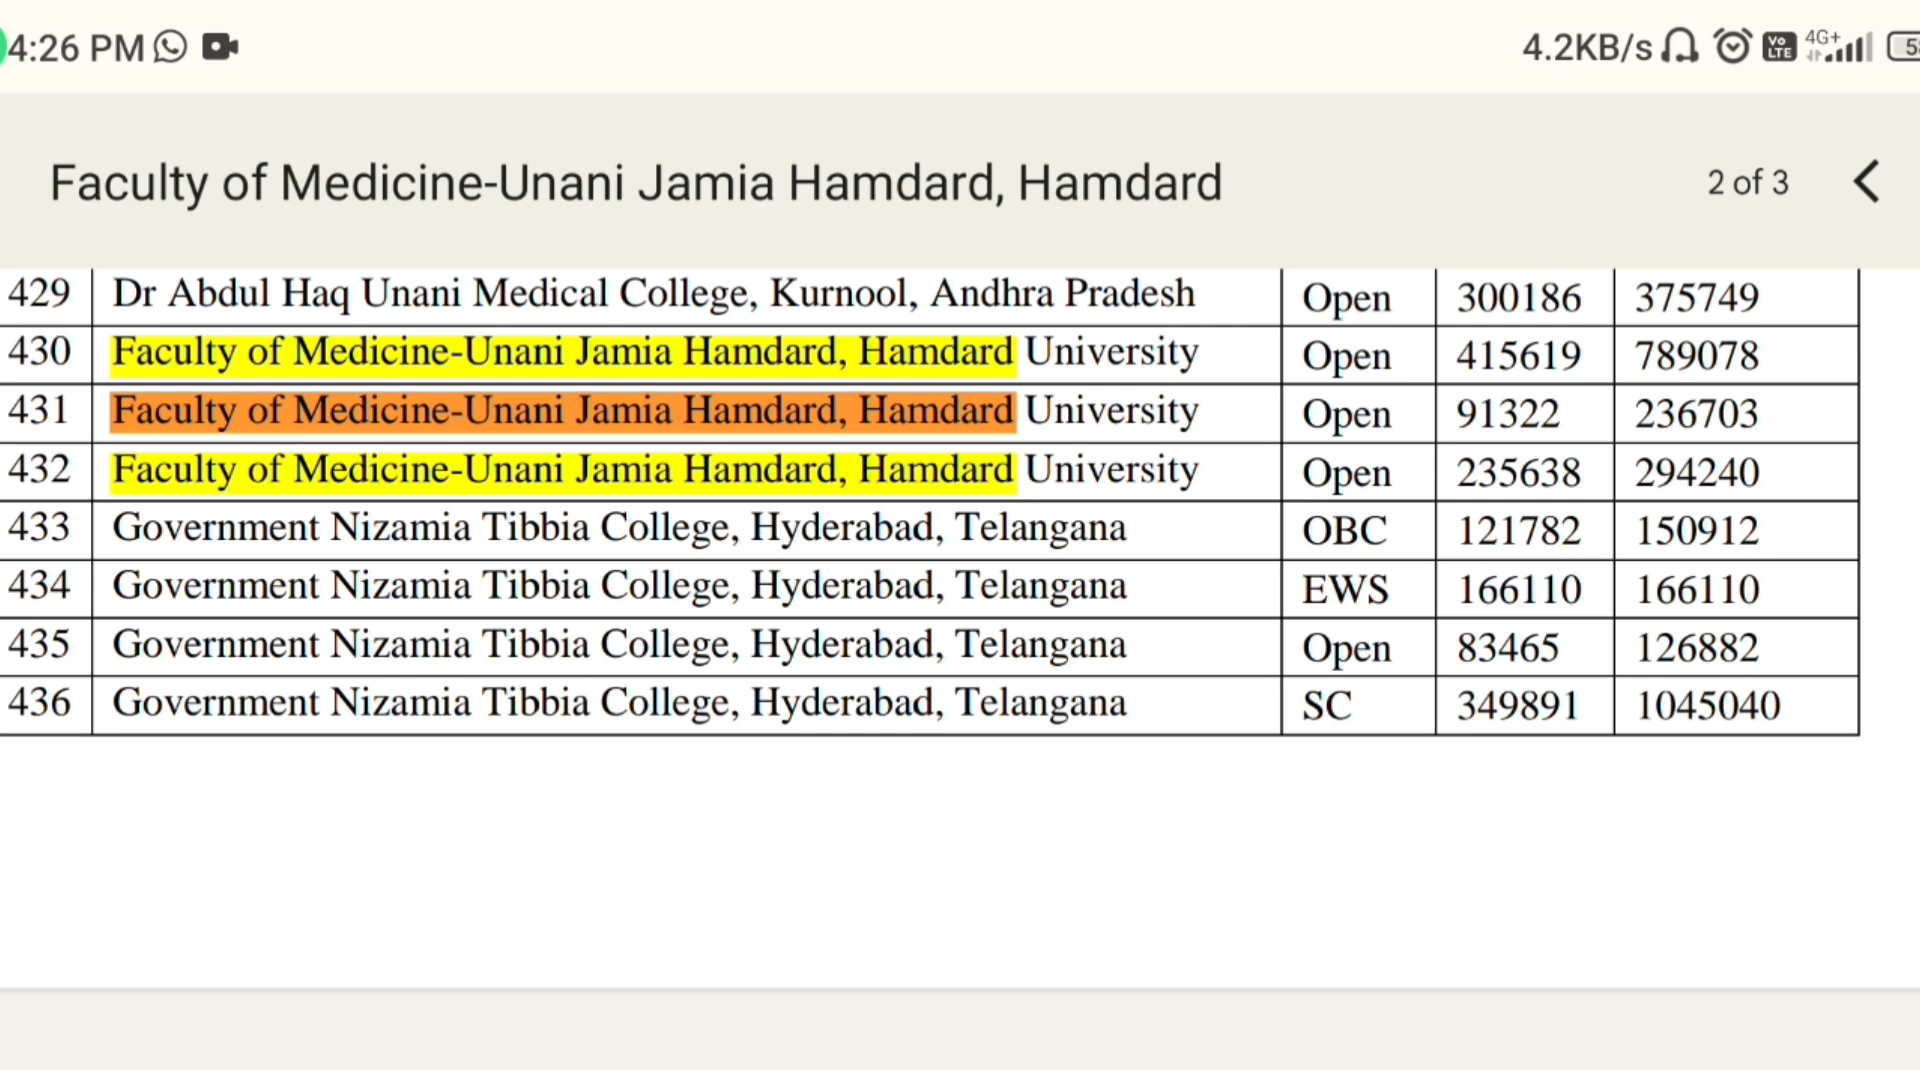 4:26 PM 4.2KB/s Vo LTE 4G+
Faculty of Medicine-Unani Jamia Hamdard, Hamdard 2 of 3
429 Dr Abdul Haq Unani Medical College, Kurnool, Andhra Pradesh Open 300186 375749
430 Faculty of Medicine-Unani Jamia Hamdard, Hamdard University Open 415619 789078
431 Faculty of Medicine-Unani Jamia Hamdard, Hamdard University Open 91322 236703
432 Faculty of Medicine-Unani Jamia Hamdard, Hamdard University Open 235638 294240
433 Government Nizamia Tibbia College, Hyderabad, Telangana OBC 121782 150912
434 Government Nizamia Tibbia College, Hyderabad, Telangana EWS 166110 166110
435 Government Nizamia Tibbia College, Hyderabad, Telangana Open 83465 126882
436 Government Nizamia Tibbia College, Hyderabad, Telangana SC 349891 1045040